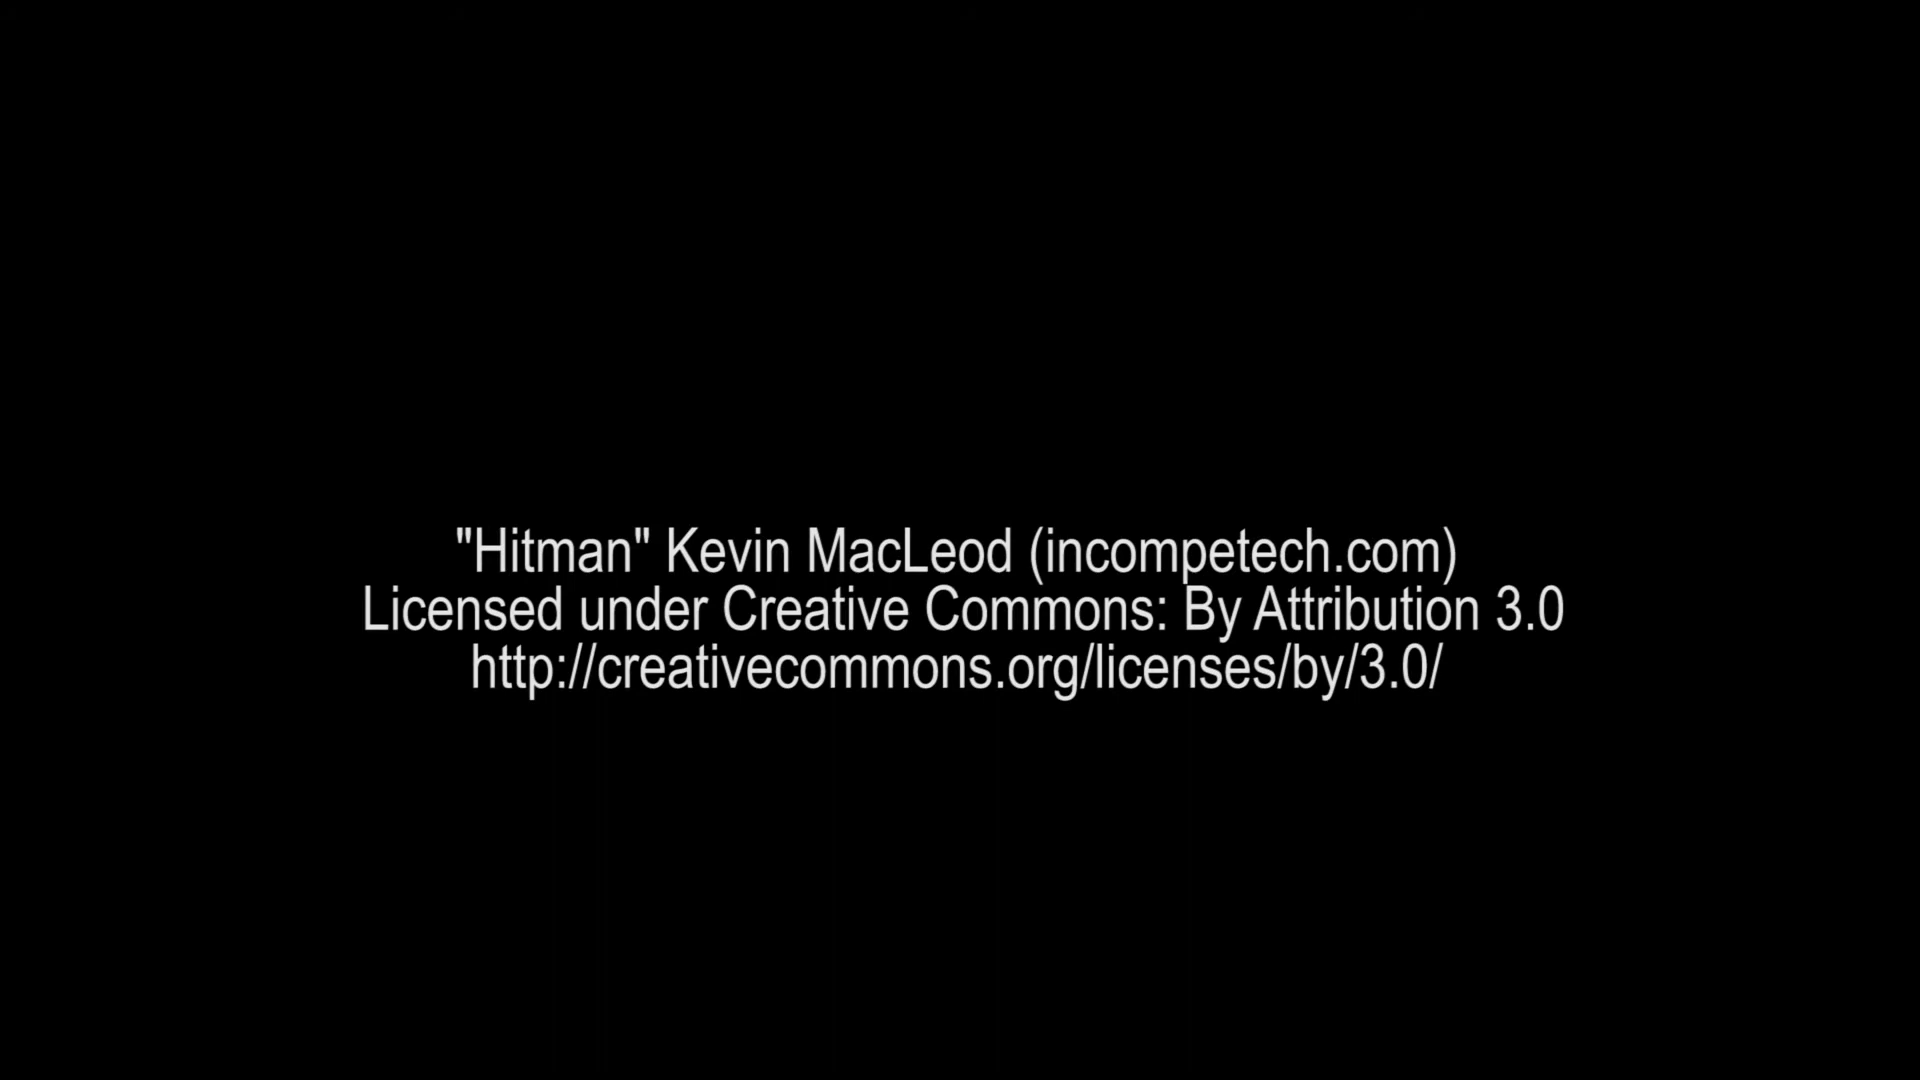 "Hitman" Kevin MacLeod (incompetech.com)
Licensed under Creative Commons: By Attribution 3.0
http://creativecommons.org/licenses/by/3.0/